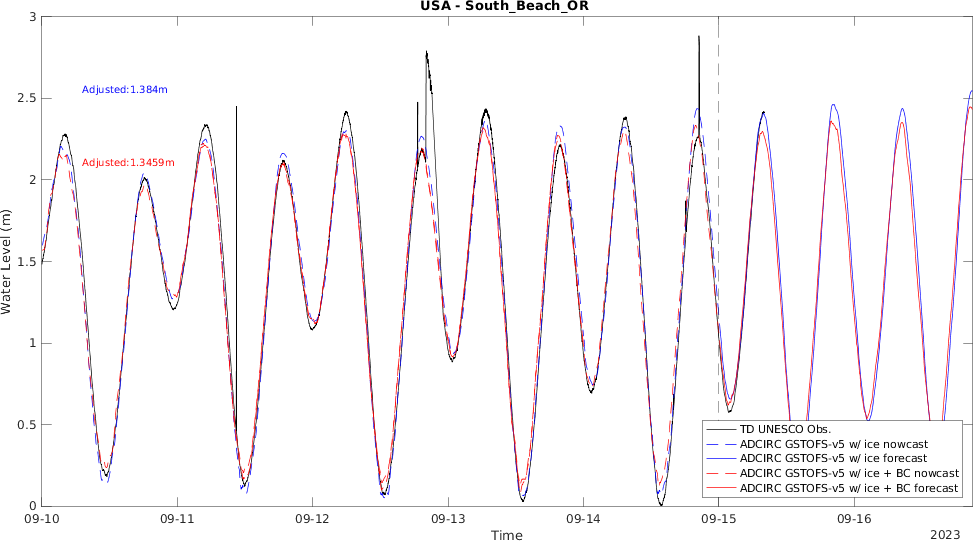 USA - South_Beach_OR
3
2.5
2
1.5
1
0.5
0
Water Level (m)
Adjusted:1.384m
Adjusted:1.3459m
TD UNESCO Obs.
ADCIRC GSTOFS-v5 w/ ice nowcast
ADCIRC GSTOFS-v5 w/ ice forecast
ADCIRC GSTOFS-v5 w/ ice + BC nowcast
ADCIRC GSTOFS-v5 w/ ice + BC forecast
09-10 09-11 09-12 09-13 09-14 09-15 09-16
Time
2023